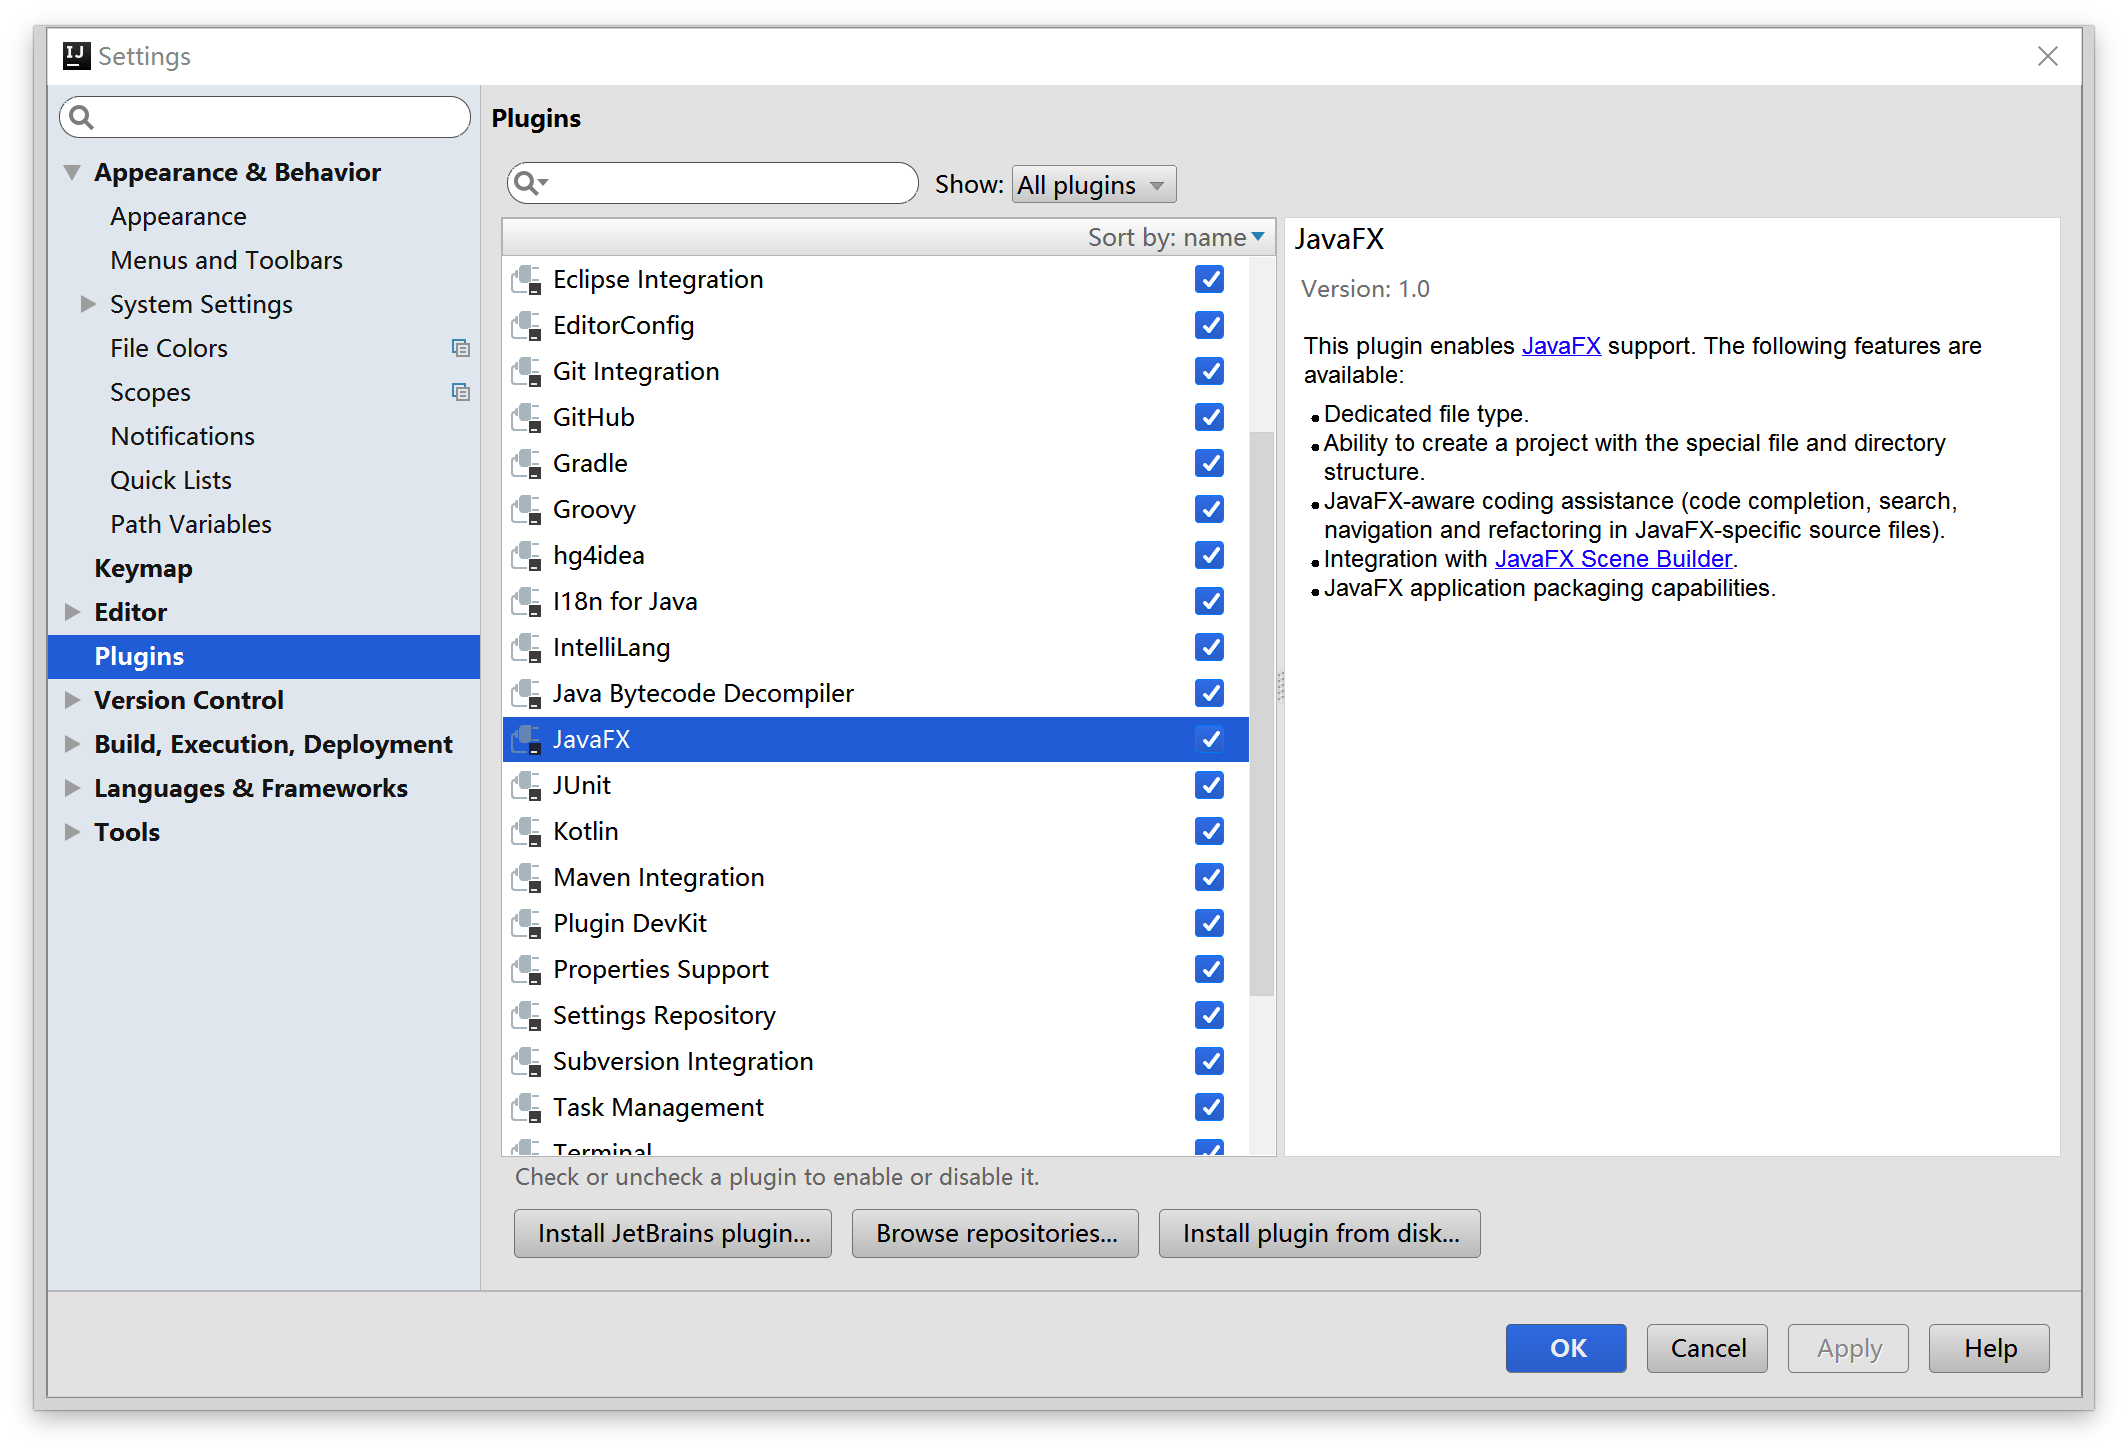 IJ Settings
Appearance & Behavior
Appearance
Menus and Toolbars
System Settings
File Colors
Scopes
Notifications
Quick Lists
Path Variables
Keymap
Editor
Plugins
Version Control
Build, Execution, Deployment
Languages & Frameworks
Tools
Plugins
Show: All plugins
Sort by: name
Eclipse Integration
EditorConfig
Git Integration
GitHub
Gradle
Groovy
hg4idea
I18n for Java
IntelliLang
Java Bytecode Decompiler
JavaFX
JUnit
Kotlin
Maven Integration
Plugin DevKit
Properties Support
Settings Repository
Subversion Integration
Task Management
Terminal
Check or uncheck a plugin to enable or disable it.
Install JetBrains plugin...
Browse repositories...
Install plugin from disk...
JavaFX
Version: 1.0
This plugin enables JavaFX support. The following features are
available:
Dedicated file type.
Ability to create a project with the special file and directory
structure.
JavaFX-aware coding assistance (code completion, search,
navigation and refactoring in JavaFX-specific source files).
Integration with JavaFX Scene Builder.
JavaFX application packaging capabilities.
OK
Cancel
Apply
Help